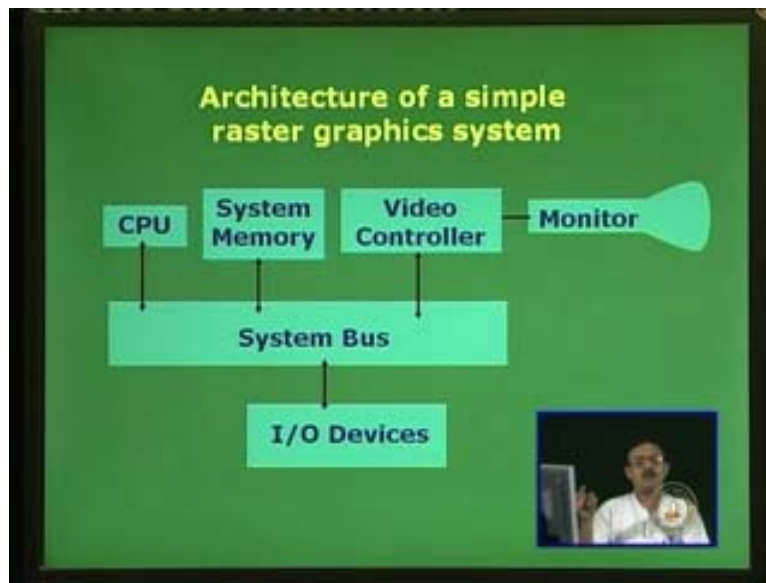 Architecture of a simple
raster graphics system
CPU
System
Memory
Video
Controller
Monitor
System Bus
I/O Devices